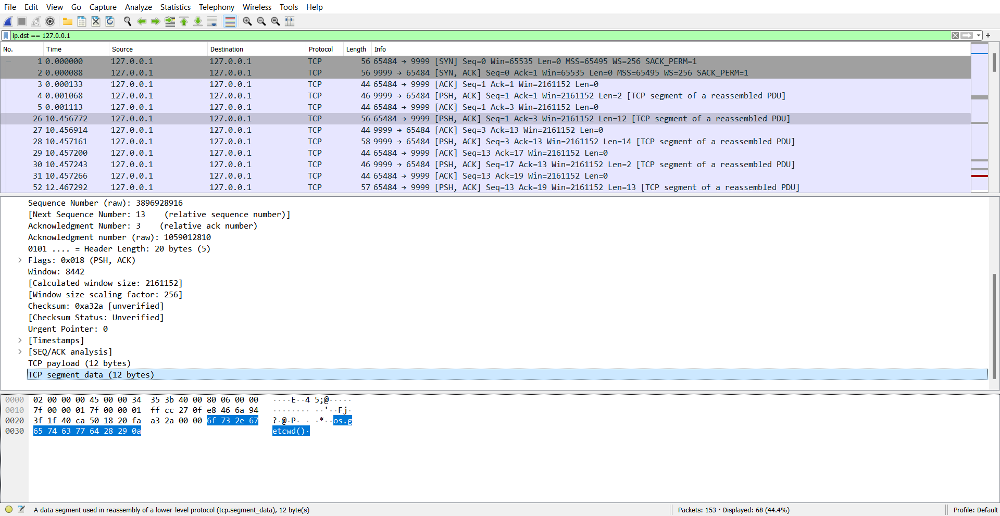 File Edit View Go Capture Analyze Statistics Telephony Wireless Tools Help
ip.dst == 127.0.0.1
No. Time Source Destination Protocol Length Info
1 0.000000 127.0.0.1 127.0.0.1 TCP 56 65484 → 9999 [SYN] Seq=0 Win=65535 Len=0 MSS=65495 WS=256 SACK_PERM=1
2 0.000088 127.0.0.1 127.0.0.1 TCP 56 9999 → 65484 [SYN, ACK] Seq=0 Ack=1 Win=65535 Len=0 MSS=65495 WS=256 SACK_PERM=1
3 0.000133 127.0.0.1 127.0.0.1 TCP 44 65484 → 9999 [ACK] Seq=1 Ack=1 Win=2161152 Len=0
4 0.001068 127.0.0.1 127.0.0.1 TCP 46 9999 → 65484 [PSH, ACK] Seq=1 Ack=1 Win=2161152 Len=2 [TCP segment of a reassembled PDU]
5 0.001113 127.0.0.1 127.0.0.1 TCP 44 65484 → 9999 [ACK] Seq=1 Ack=3 Win=2161152 Len=0
26 10.456772 127.0.0.1 127.0.0.1 TCP 56 65484 → 9999 [PSH, ACK] Seq=1 Ack=3 Win=2161152 Len=12 [TCP segment of a reassembled PDU]
27 10.456914 127.0.0.1 127.0.0.1 TCP 44 9999 → 65484 [ACK] Seq=3 Ack=13 Win=2161152 Len=0
28 10.457161 127.0.0.1 127.0.0.1 TCP 58 9999 → 65484 [PSH, ACK] Seq=3 Ack=13 Win=2161152 Len=14 [TCP segment of a reassembled PDU]
29 10.457200 127.0.0.1 127.0.0.1 TCP 44 65484 → 9999 [ACK] Seq=13 Ack=17 Win=2161152 Len=0
30 10.457243 127.0.0.1 127.0.0.1 TCP 46 9999 → 65484 [PSH, ACK] Seq=17 Ack=13 Win=2161152 Len=2 [TCP segment of a reassembled PDU]
31 10.457266 127.0.0.1 127.0.0.1 TCP 44 65484 → 9999 [ACK] Seq=13 Ack=19 Win=2161152 Len=0
52 12.467292 127.0.0.1 127.0.0.1 TCP 57 65484 → 9999 [PSH, ACK] Seq=13 Ack=19 Win=2161152 Len=13 [TCP segment of a reassembled PDU]
Sequence Number (raw): 3896928916
[Next Sequence Number: 13 (relative sequence number)]
Acknowledgment Number: 3 (relative ack number)
Acknowledgment number (raw): 1059012810
0101 .... = Header Length: 20 bytes (5)
Flags: 0x018 (PSH, ACK)
Window: 8442
[Calculated window size: 2161152]
[Window size scaling factor: 256]
Checksum: 0xa32a [unverified]
[Checksum Status: Unverified]
Urgent Pointer: 0
[Timestamps]
[SEQ/ACK analysis]
TCP payload (12 bytes)
TCP segment data (12 bytes)
0000 02 00 00 00 45 00 00 34 35 3b 40 00 80 06 00 00 ····E··4 5;@·····
0010 7f 00 00 01 7f 00 00 01 ff cc 27 0f e8 46 6a 94 ········ ··'··Fj·
0020 3f 1f 40 ca 50 18 20 fa a3 2a 00 00 6f 73 2e 67 ?·@·P· · ·*··os.g
0030 65 74 63 77 64 28 29 0a etcwd()·
A data segment used in reassembly of a lower-level protocol (tcp.segment_data), 12 byte(s) Packets: 153 · Displayed: 68 (44.4%) Profile: Default